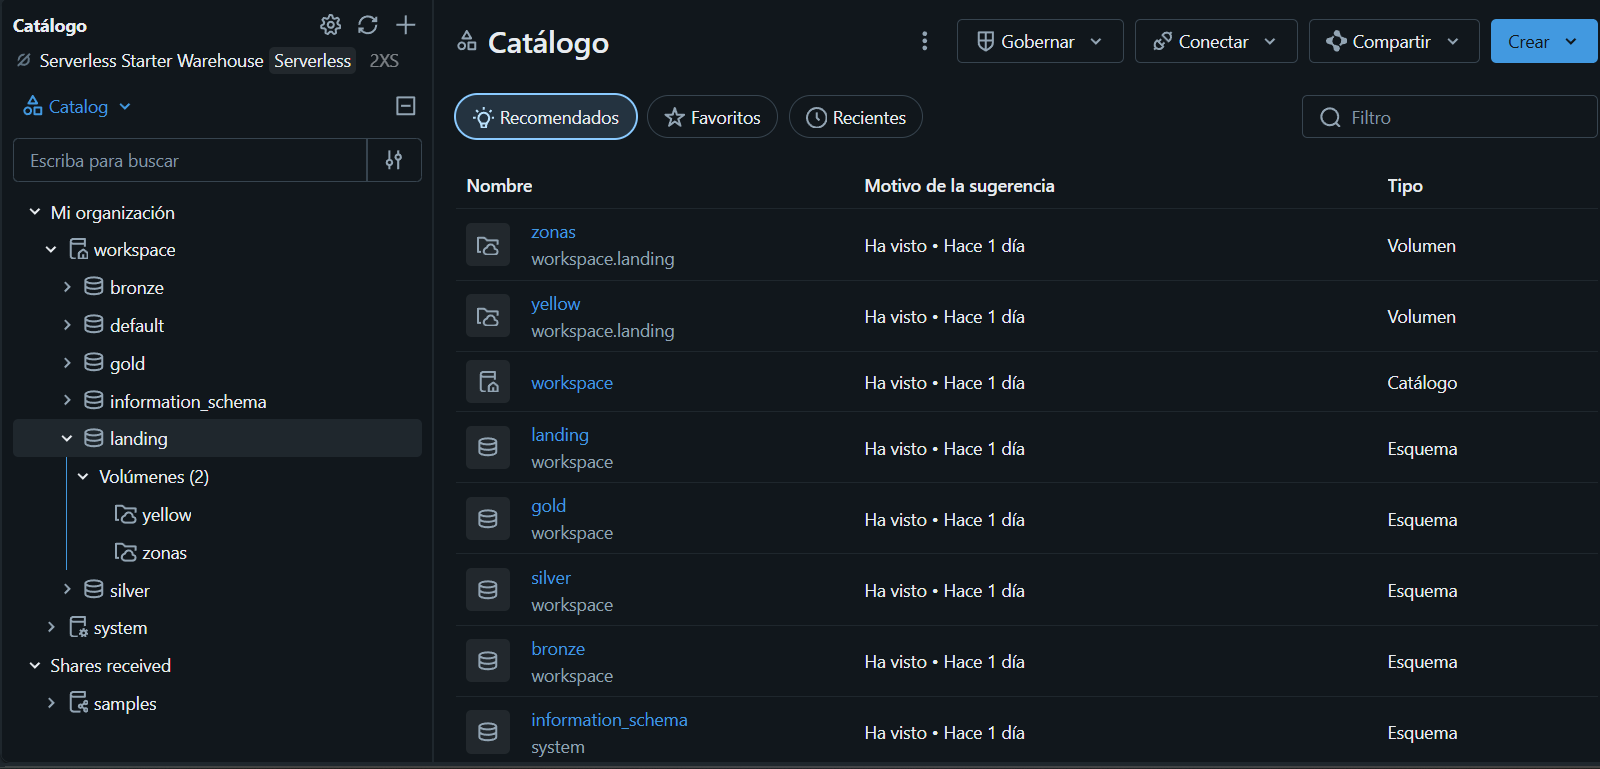 Catálogo
Serverless Starter Warehouse Serverless 2XS
Catalog
Escriba para buscar
Mi organización
workspace
bronze
default
gold
information_schema
landing
Volúmenes (2)
yellow
zonas
silver
system
Shares received
samples
Catálogo
Gobernar Conectar Compartir Crear
Recomendados Favoritos Recientes Filtro
Nombre Motivo de la sugerencia Tipo
zonas
workspace.landing
Ha visto • Hace 1 día Volumen
yellow
workspace.landing
Ha visto • Hace 1 día Volumen
workspace Ha visto • Hace 1 día Catálogo
landing
workspace
Ha visto • Hace 1 día Esquema
gold
workspace
Ha visto • Hace 1 día Esquema
silver
workspace
Ha visto • Hace 1 día Esquema
bronze
workspace
Ha visto • Hace 1 día Esquema
information_schema
system
Ha visto • Hace 1 día Esquema